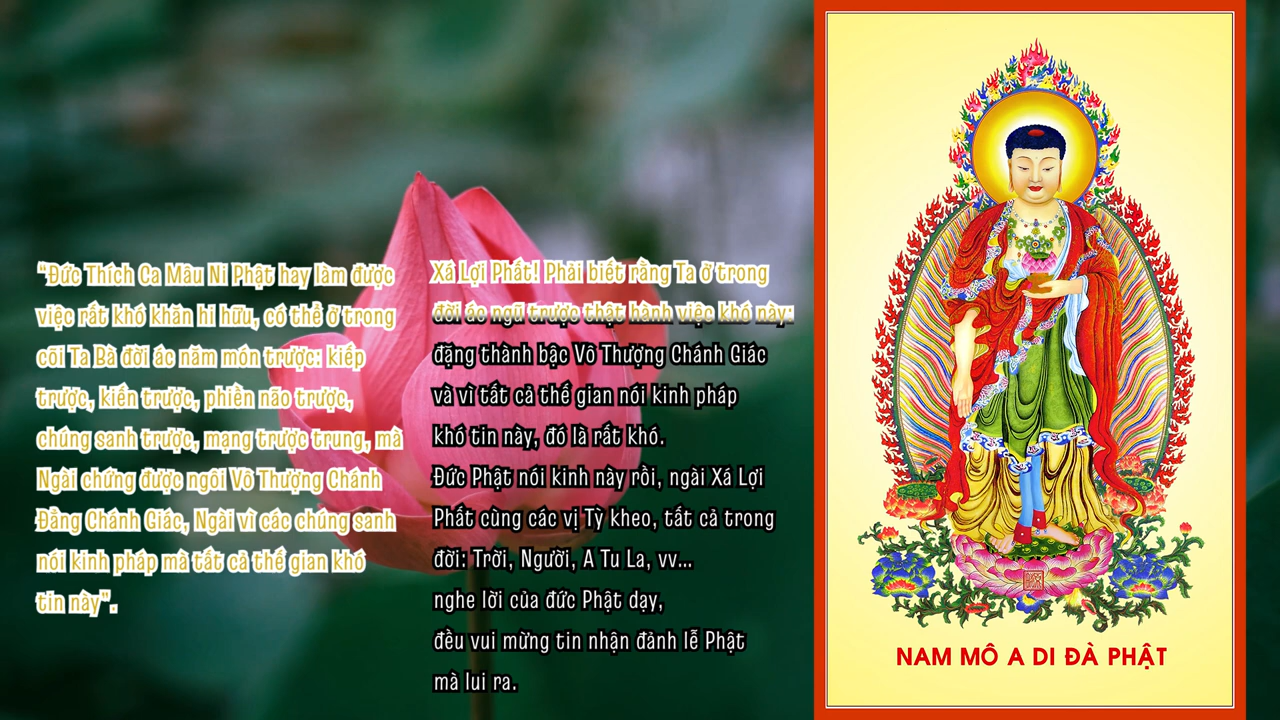 “Đức Thích Ca Mâu Ni Phật hay làm được
việc rất khó khăn hi hữu, có thể ở trong
cõi Ta Bà đời ác năm món trược: kiếp
trược, kiến trược, phiền não trược,
chúng sanh trược, mạng trược trung, mà
Ngài chứng được ngôi Vô Thượng Chánh
Đẳng Chánh Giác, Ngài vì các chúng sanh
nói kinh pháp mà tất cả thế gian khó
tin này".
Xá Lợi Phất! Phải biết rằng Ta ở trong
đời ác ngũ trược thật hành việc khó này:
đặng thành bậc Vô Thượng Chánh Giác
và vì tất cả thế gian nói kinh pháp
khó tin này, đó là rất khó.
Đức Phật nói kinh này rồi, ngài Xá Lợi
Phất cùng các vị Tỳ kheo, tất cả trong
đời: Trời, Người, A Tu La, vv...
nghe lời của đức Phật dạy,
đều vui mừng tin nhận đảnh lễ Phật
mà lui ra.
NAM MÔ A DI ĐÀ PHẬT